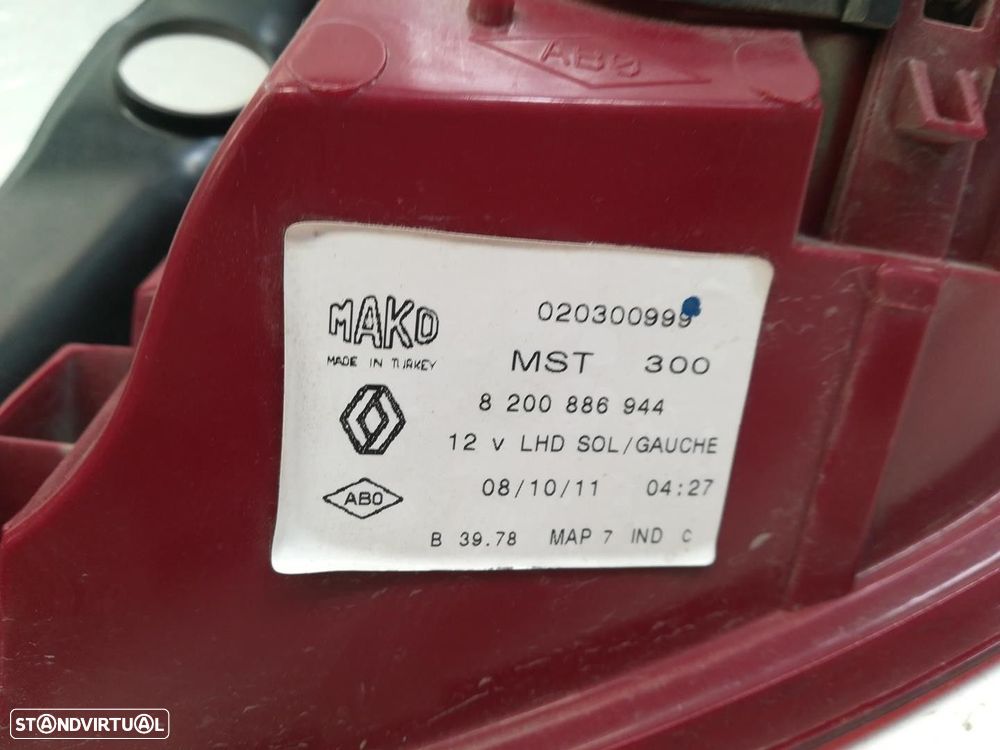 ABO
MAKO
MADE IN TURKEY
020300999
MST 300
8 200 886 944
12 v LHD SOL/GAUCHE
ABO
08/10/11 04:27
B 39.78 MAP 7 IND C
STANDVIRTUAL